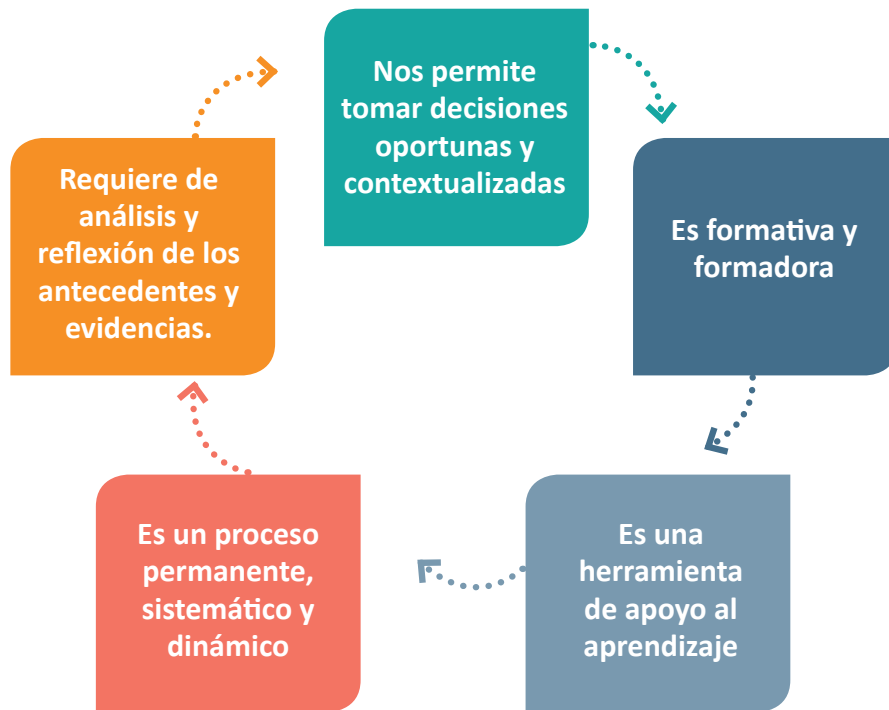 Nos permite
tomar decisiones
oportunas y
contextualizadas
Es formativa y
formadora
Es una
herramienta
de apoyo al
aprendizaje
Es un proceso
permanente,
sistemático y
dinámico
Requiere de
análisis y
reflexión de los
antecedentes y
evidencias.